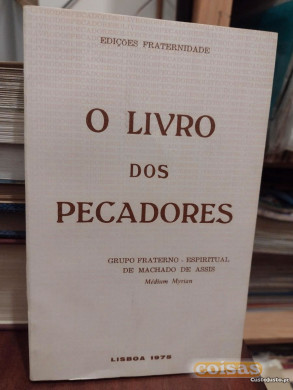 EDIÇÕES FRATERNIDADE
O LIVRO
DOS
PECADORES
GRUPO FRATERNO - ESPIRITUAL
DE MACHADO DE ASSIS
Médium Myrian
LISBOA 1975
coisas